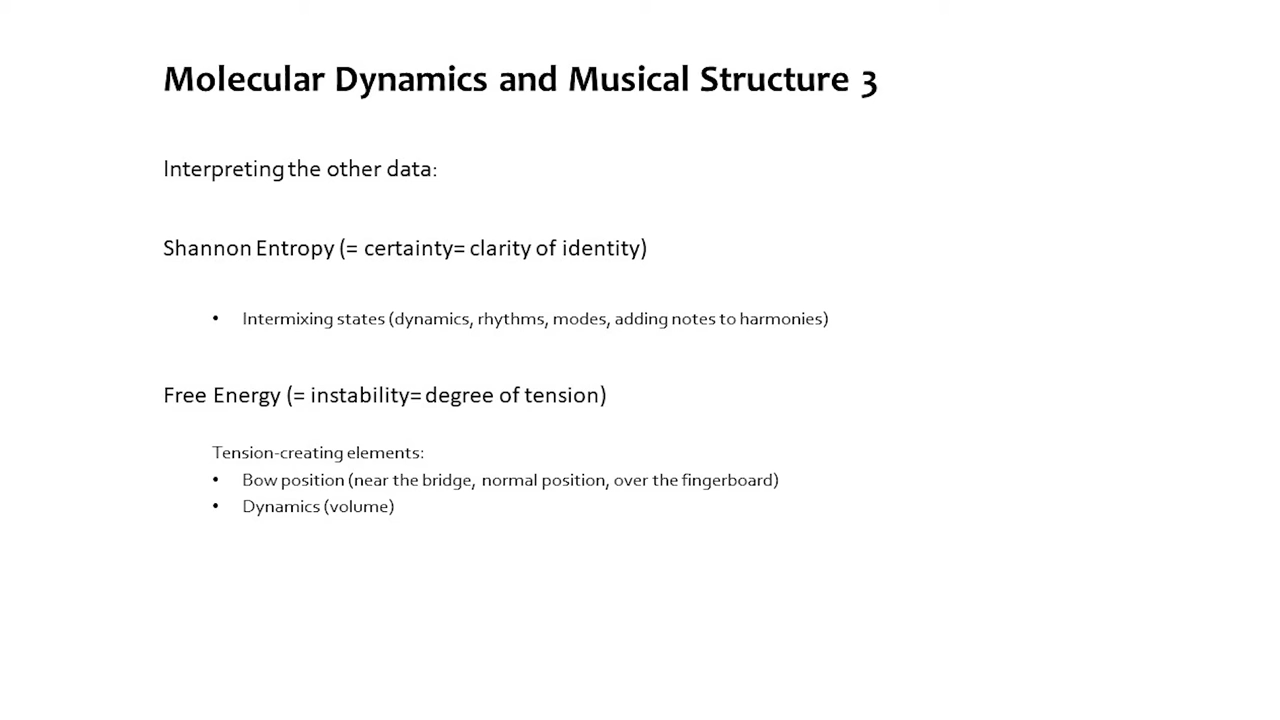 Molecular Dynamics and Musical Structure 3
Interpreting the other data:
Shannon Entropy (= certainty= clarity of identity)
• Intermixing states (dynamics, rhythms, modes, adding notes to harmonies)
Free Energy (= instability= degree of tension)
Tension-creating elements:
• Bow position (near the bridge, normal position, over the fingerboard)
• Dynamics (volume)